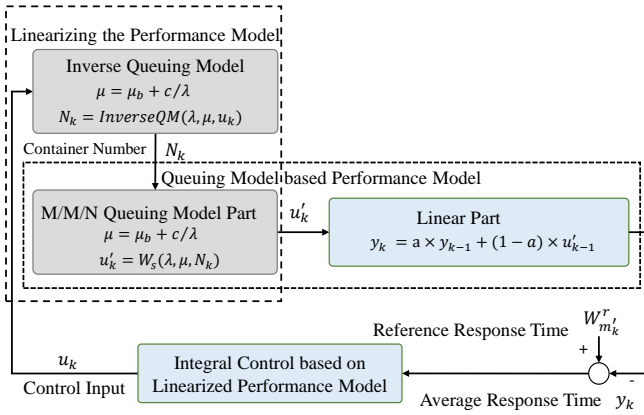 Linearizing the Performance Model
Inverse Queuing Model
μ = μ_b + c/λ
N_k = InverseQM(λ, μ, u_k)
Container Number N_k
Queuing Model based Performance Model
M/M/N Queuing Model Part
μ = μ_b + c/λ
u'_k = W_s(λ, μ, N_k)
u'_k
Linear Part
y_k = a × y_{k-1} + (1 − a) × u'_{k-1}
W^r_{m'_k}
Reference Response Time
+
u_k
Control Input
Integral Control based on
Linearized Performance Model
-
Average Response Time y_k